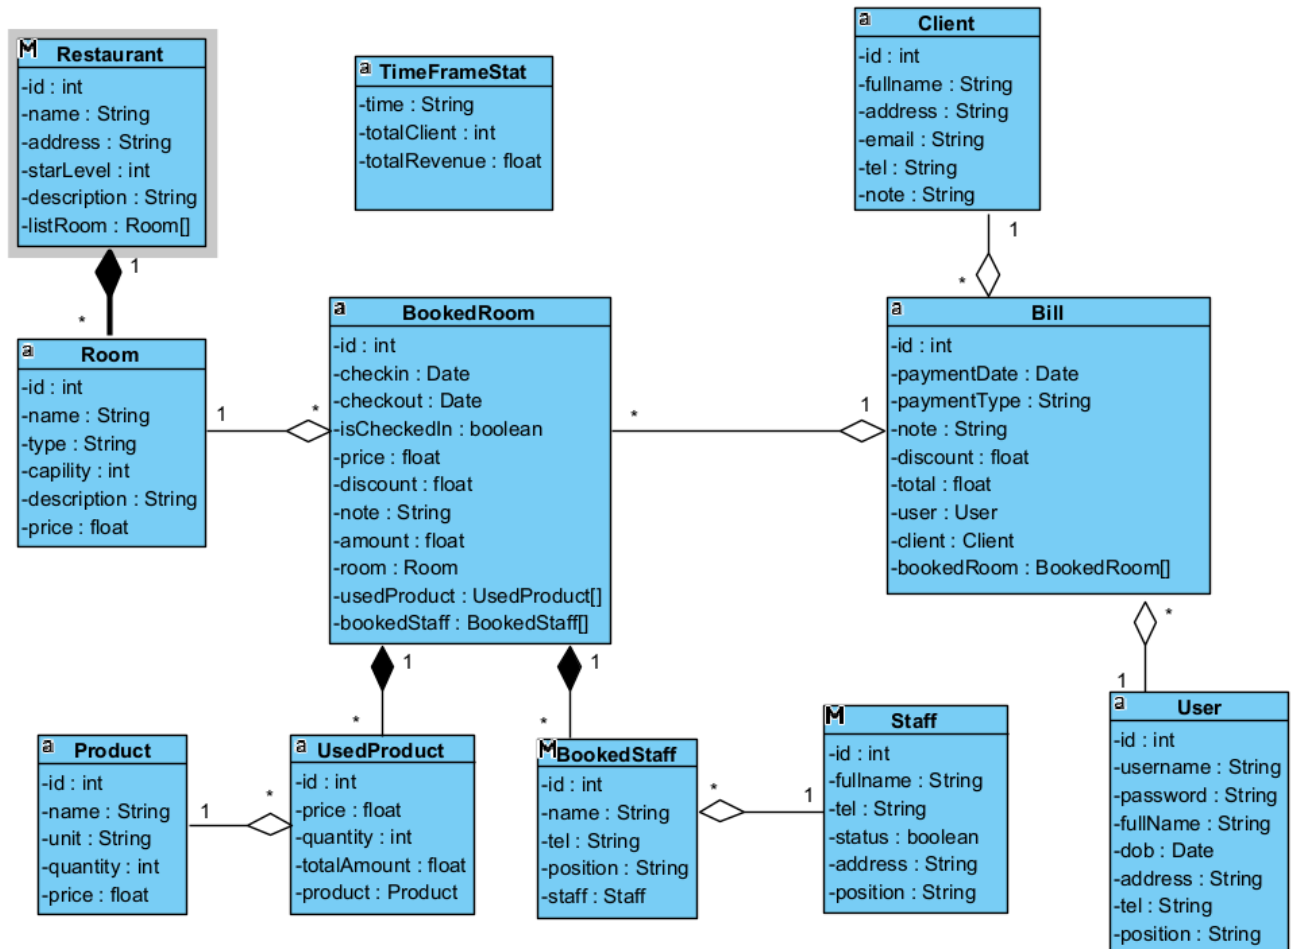 M Restaurant
-id : int
-name : String
-address : String
-starLevel : int
-description : String
-listRoom : Room[]
a TimeFrameStat
-time : String
-totalClient : int
-totalRevenue : float
a Client
-id : int
-fullname : String
-address : String
-email : String
-tel : String
-note : String
1
*
1
*
a Room
-id : int
-name : String
-type : String
-capility : int
-description : String
-price : float
1
*
a BookedRoom
-id : int
-checkin : Date
-checkout : Date
-isCheckedIn : boolean
-price : float
-discount : float
-note : String
-amount : float
-room : Room
-usedProduct : UsedProduct[]
-bookedStaff : BookedStaff[]
*
1
a Bill
-id : int
-paymentDate : Date
-paymentType : String
-note : String
-discount : float
-total : float
-user : User
-client : Client
-bookedRoom : BookedRoom[]
1
*
1
*
*
1
a Product
-id : int
-name : String
-unit : String
-quantity : int
-price : float
1
*
a UsedProduct
-id : int
-price : float
-quantity : int
-totalAmount : float
-product : Product
M BookedStaff
-id : int
-name : String
-tel : String
-position : String
-staff : Staff
*
1
M Staff
-id : int
-fullname : String
-tel : String
-status : boolean
-address : String
-position : String
a User
-id : int
-username : String
-password : String
-fullName : String
-dob : Date
-address : String
-tel : String
-position : String